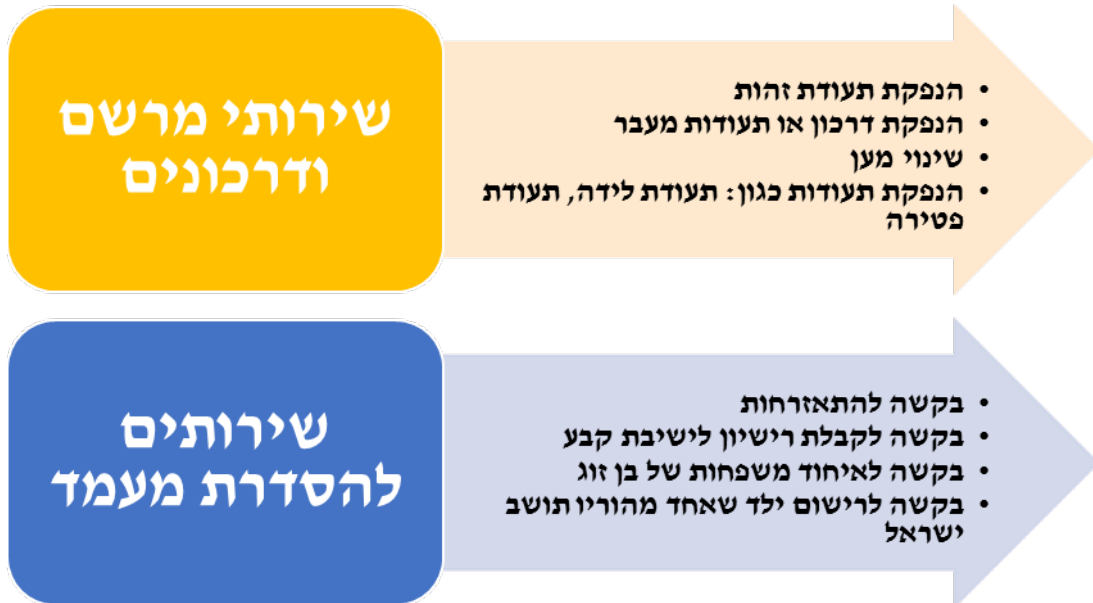 שירותי מרשם
ודרכונים
• הנפקת תעודת זהות
• הנפקת דרכון או תעודות מעבר
• שינוי מען
• הנפקת תעודות כגון: תעודת לידה, תעודת
פטירה
שירותים
להסדרת מעמד
• בקשה להתאזרחות
• בקשה לקבלת רישיון לישיבת קבע
• בקשה לאיחוד משפחות של בן זוג
• בקשה לרישום ילד שאחד מהוריו תושב
ישראל